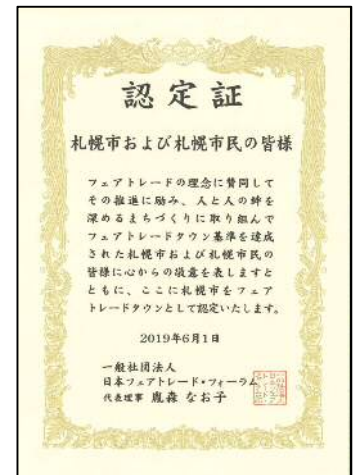 認定証
札幌市および札幌市民の皆様
フェアトレードの理念に賛同して
その推進に励み、人と人の絆を
深めるまちづくりに取り組んで
フェアトレードタウン基準を達成
された札幌市および札幌市民の
皆様に心からの敬意を表しますと
ともに、ここに札幌市をフェア
トレードタウンとして認定いたします。
2019年6月1日
一般社団法人
日本フェアトレード・フォーラム
代表理事 胤森 なお子